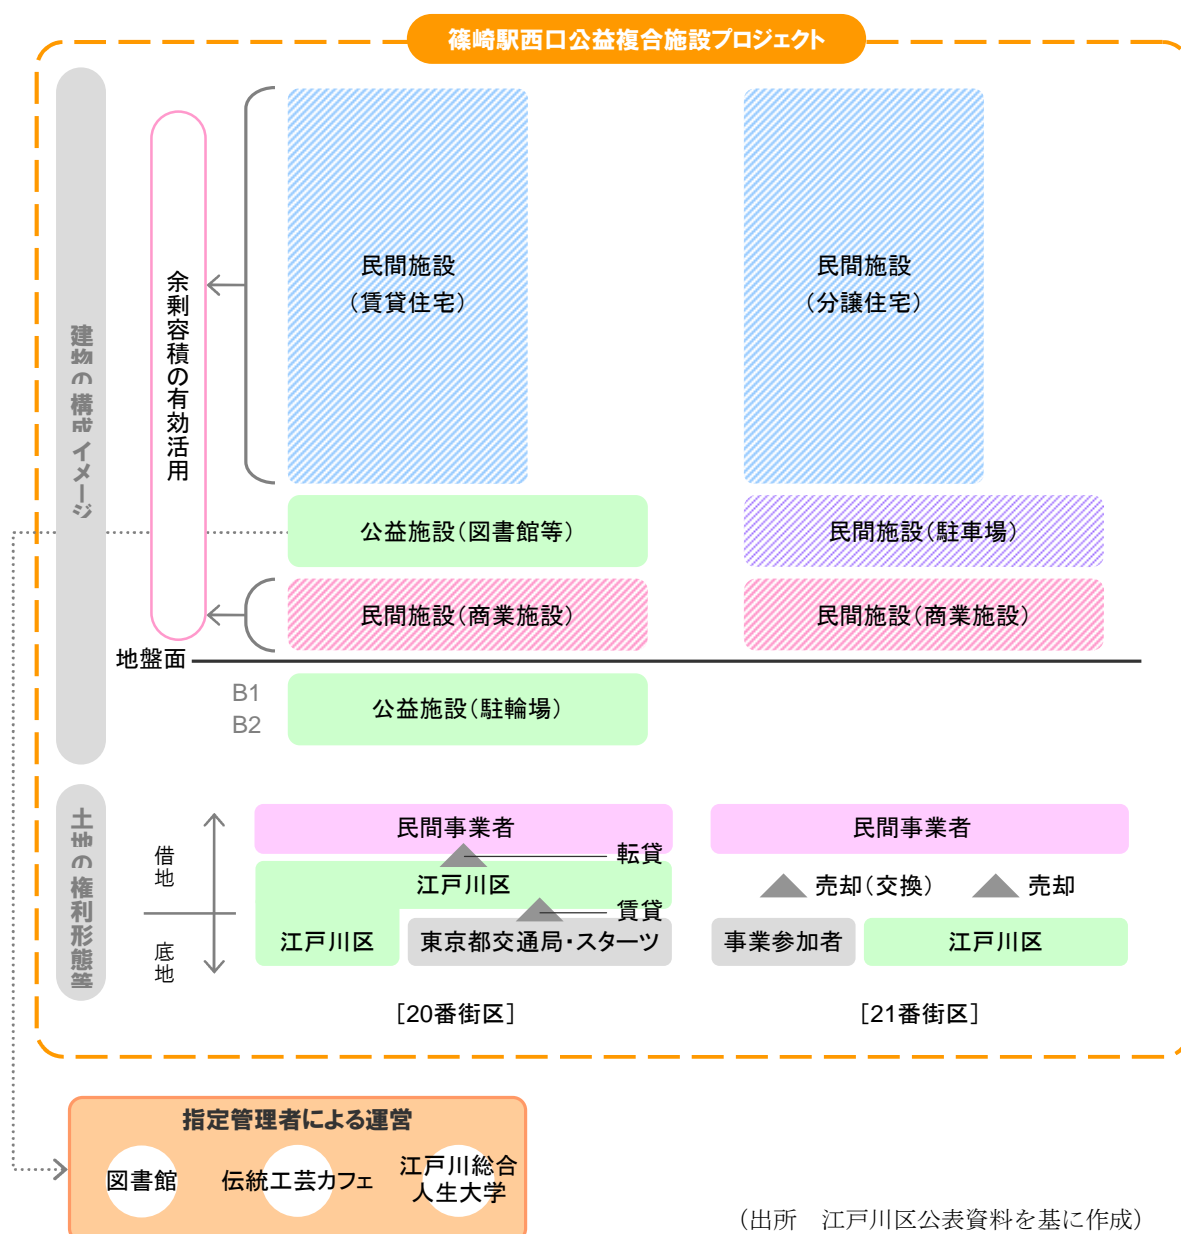 篠崎駅西口公益複合施設プロジェクト
建物の構成イメージ
余剰容積の有効活用
民間施設
（賃貸住宅）
民間施設
（分譲住宅）
公益施設（図書館等）
民間施設（駐車場）
民間施設（商業施設）
民間施設（商業施設）
地盤面
B1
B2
公益施設（駐輪場）
土地の権利形態等
借地
底地
民間事業者
転貸
江戸川区
賃貸
江戸川区
東京都交通局・スターツ
民間事業者
売却（交換）
売却
事業参加者
江戸川区
［20番街区］
［21番街区］
指定管理者による運営
図書館
伝統工芸カフェ
江戸川総合
人生大学
（出所　江戸川区公表資料を基に作成）